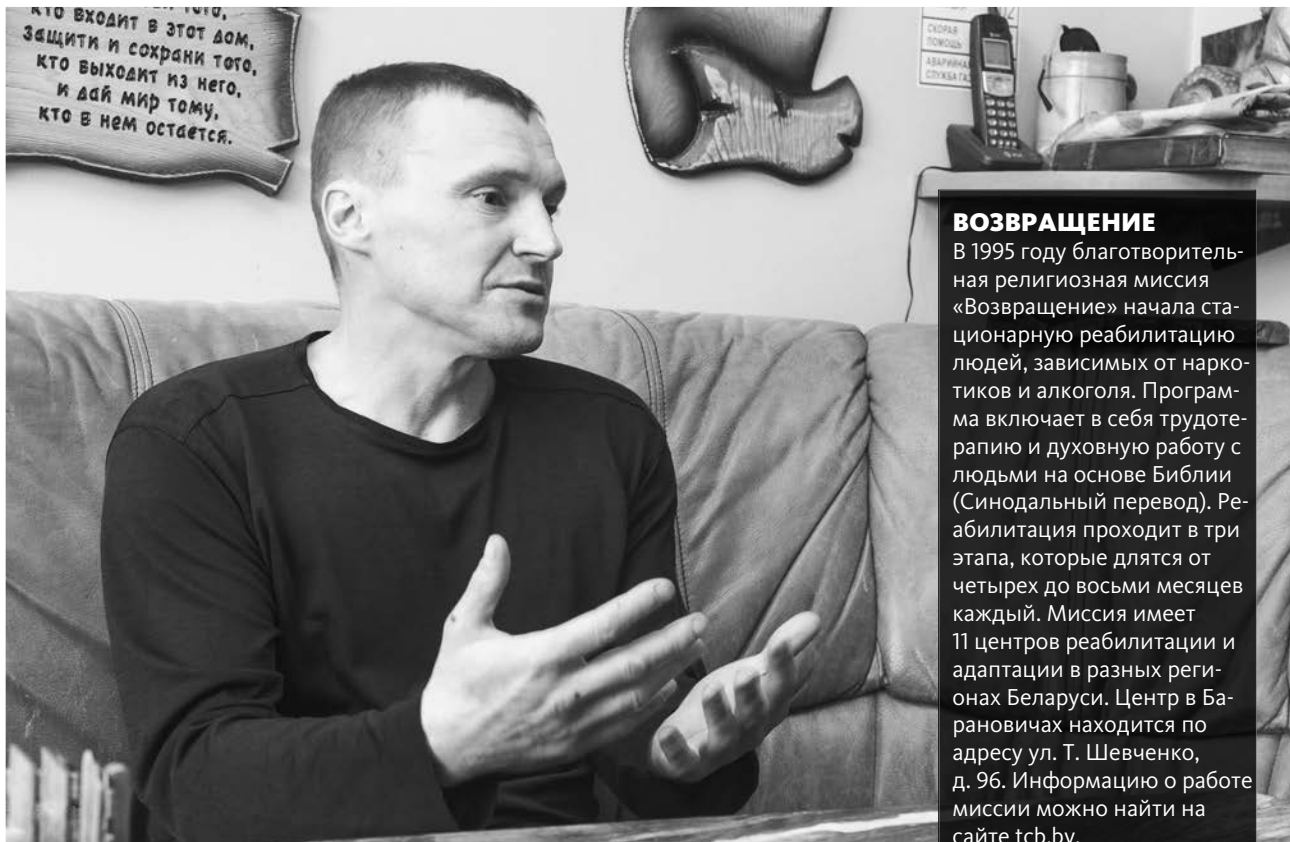 того,
кто входит в этот дом,
защити и сохрани того,
кто выходит из него,
и дай мир тому,
кто в нем остается.
СКОРАЯ
ПОМОЩЬ
АВАРИЙНАЯ
СЛУЖБА ГАЗ
ВОЗВРАЩЕНИЕ
В 1995 году благотворитель-
ная религиозная миссия
«Возвращение» начала ста-
ционарную реабилитацию
людей, зависимых от нарко-
тиков и алкоголя. Програм-
ма включает в себя трудоте-
рапию и духовную работу с
людьми на основе Библии
(Синодальный перевод). Ре-
абилитация проходит в три
этапа, которые длятся от
четырех до восьми месяцев
каждый. Миссия имеет
11 центров реабилитации и
адаптации в разных реги-
онах Беларуси. Центр в Ба-
рановичах находится по
адресу ул. Т. Шевченко,
д. 96. Информацию о работе
миссии можно найти на
сайте tcb.by.